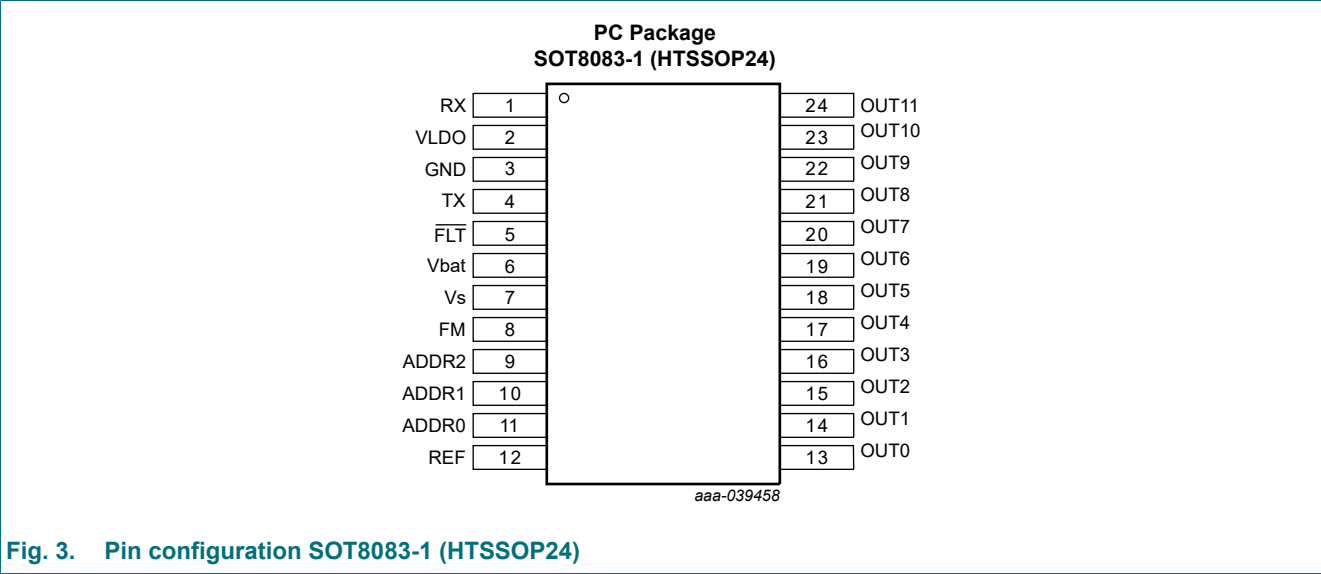 PC Package
SOT8083-1 (HTSSOP24)
RX 1 24 OUT11
VLDO 2 23 OUT10
GND 3 22 OUT9
TX 4 21 OUT8
FLT 5 20 OUT7
Vbat 6 19 OUT6
Vs 7 18 OUT5
FM 8 17 OUT4
ADDR2 9 16 OUT3
ADDR1 10 15 OUT2
ADDR0 11 14 OUT1
REF 12 13 OUT0
aaa-039458
Fig. 3. Pin configuration SOT8083-1 (HTSSOP24)